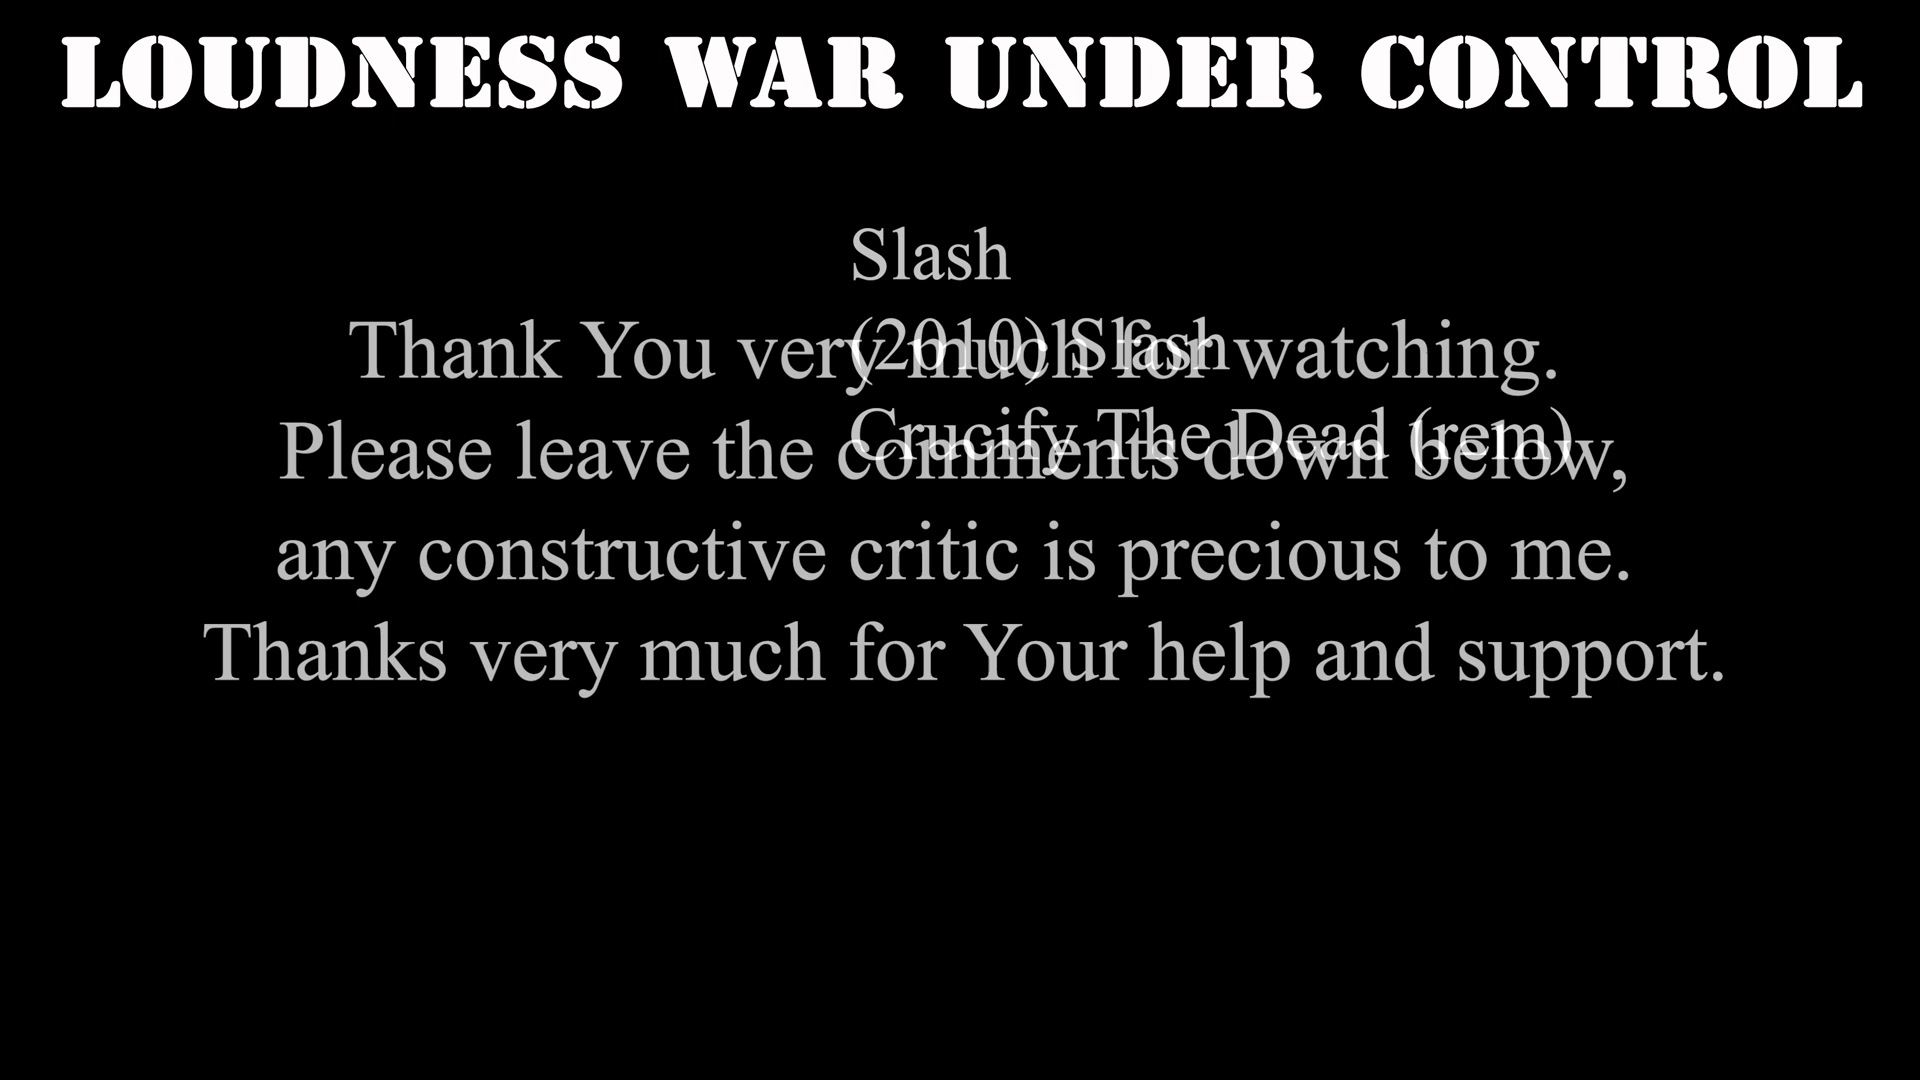 LOUDNESS WAR UNDER CONTROL
Slash
(2010) Slash
Crucify The Dead (rem)
Thank You very much for watching.
Please leave the comments down below,
any constructive critic is precious to me.
Thanks very much for Your help and support.